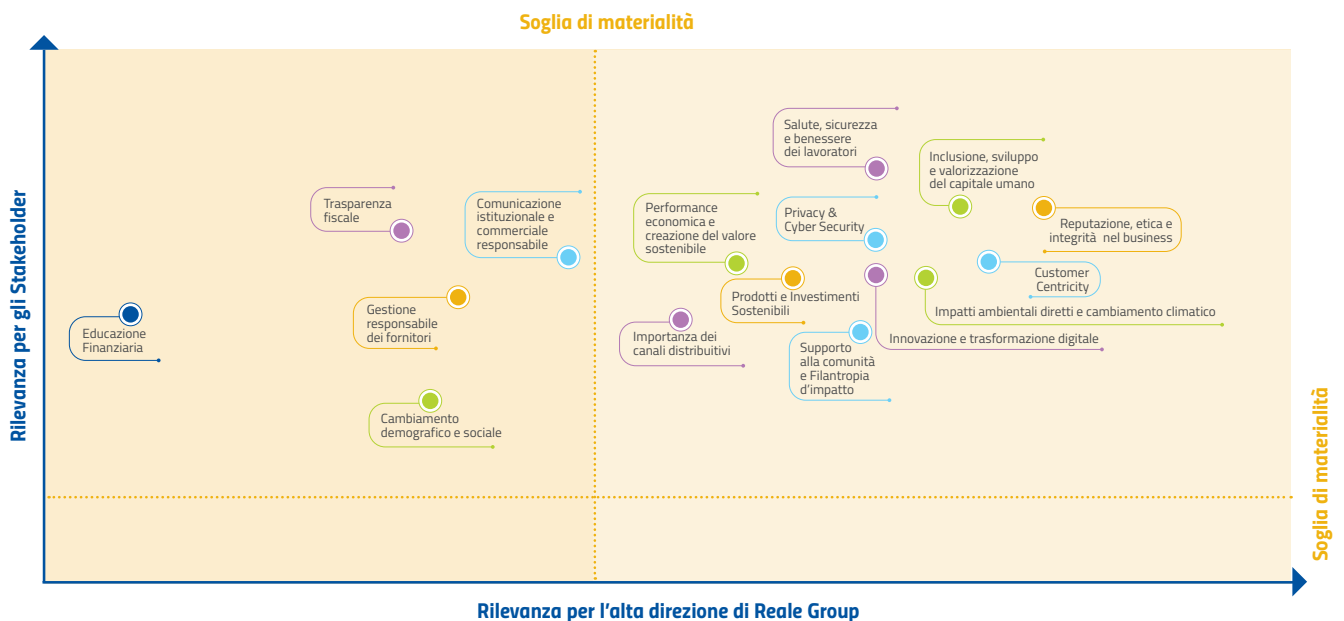 Soglia di materialità
Rilevanza per gli Stakeholder
Salute, sicurezza
e benessere
dei lavoratori
Inclusione, sviluppo
e valorizzazione
del capitale umano
Trasparenza
fiscale
Comunicazione
istituzionale e
commerciale
responsabile
Performance
economica e
creazione del valore
sostenibile
Privacy &
Cyber Security
Reputazione, etica e
integrità nel business
Customer
Centricity
Educazione
Finanziaria
Gestione
responsabile
dei fornitori
Prodotti e Investimenti
Sostenibili
Impatti ambientali diretti e cambiamento climatico
Importanza dei
canali distribuitivi
Innovazione e trasformazione digitale
Supporto
alla comunità
e Filantropia
d'impatto
Cambiamento
demografico e sociale
Soglia di materialità
Rilevanza per l'alta direzione di Reale Group